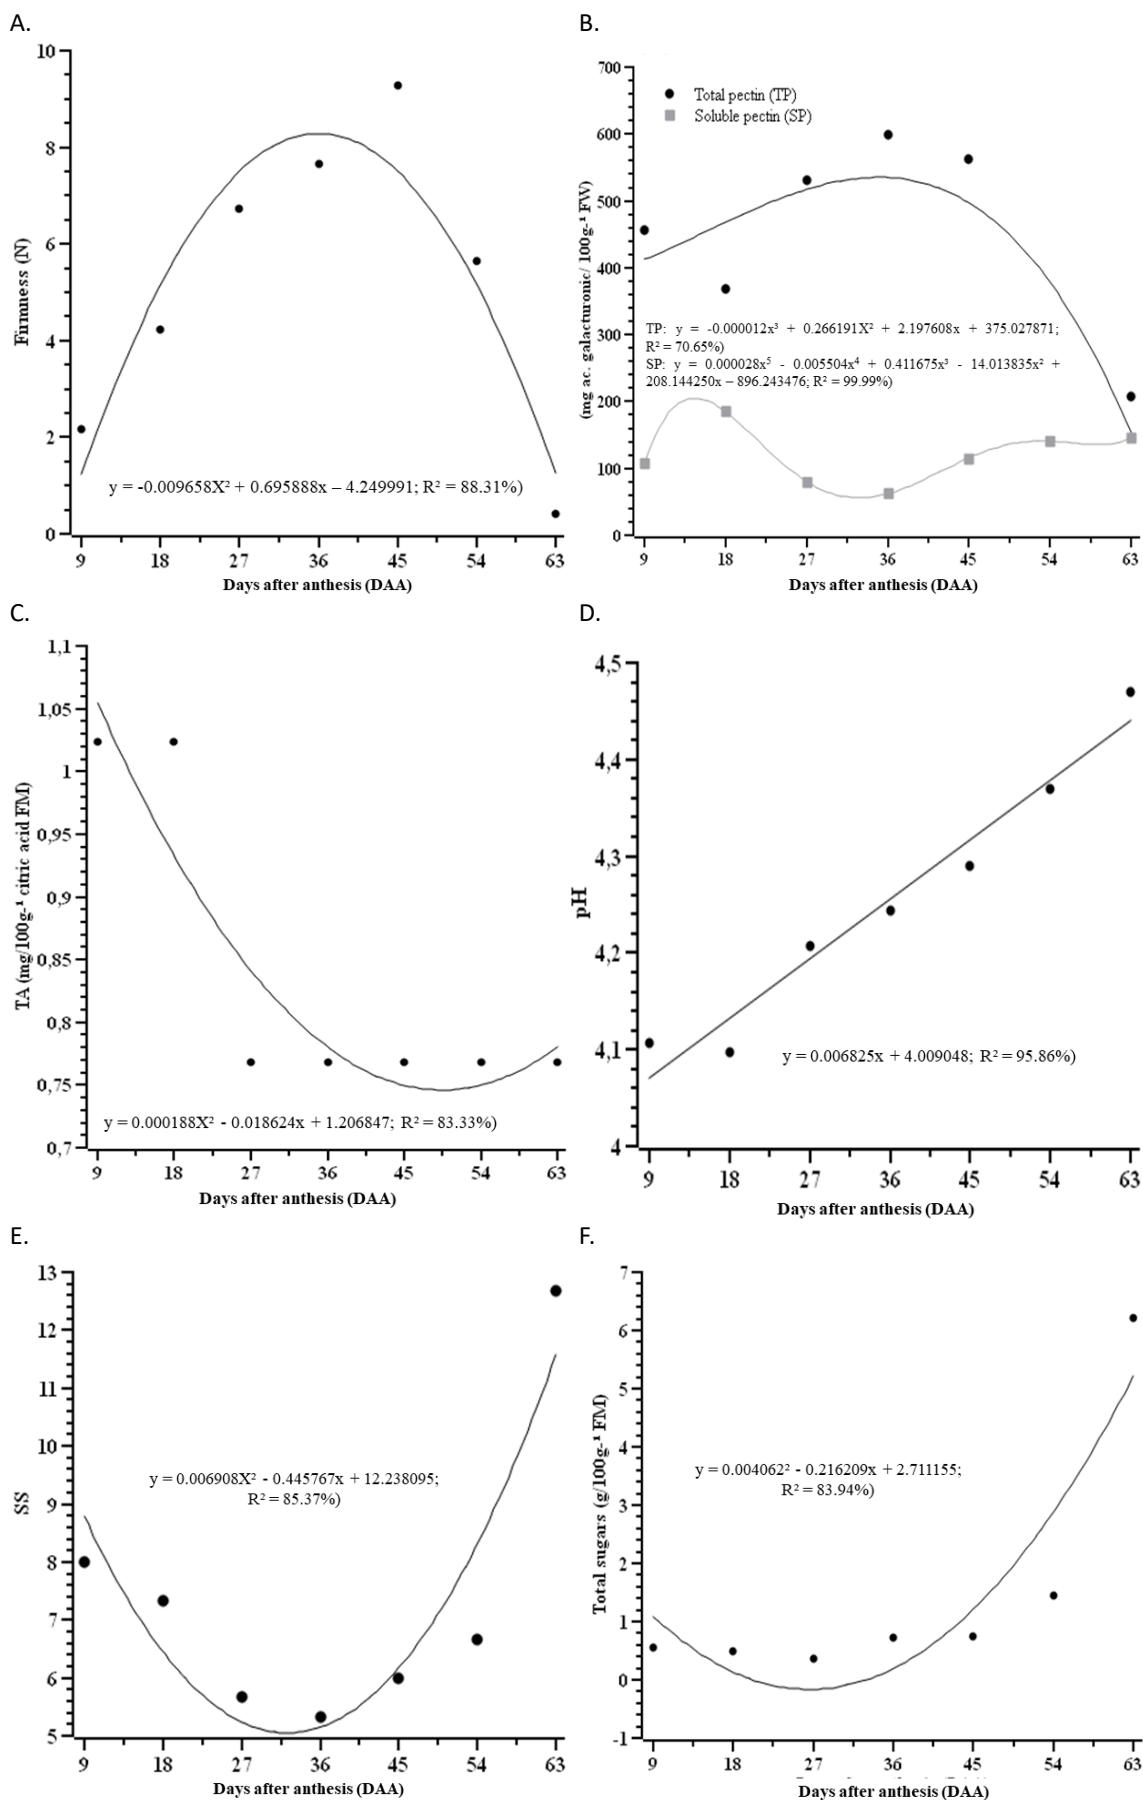 A.
10
8
6
4
2
0
Firmness (N)
y = -0.009658X² + 0.695888x – 4.249991; R² = 88.31%)
9 18 27 36 45 54 63
Days after anthesis (DAA)
B.
700
600
500
400
300
200
100
0
(mg ac. galacturonic/ 100g-¹ FW)
Total pectin (TP)
Soluble pectin (SP)
TP: y = -0.000012x³ + 0.266191X² + 2.197608x + 375.027871;
R² = 70.65%)
SP: y = 0.000028x⁵ - 0.005504x⁴ + 0.411675x³ - 14.013835x² +
208.144250x – 896.243476; R² = 99.99%)
9 18 27 36 45 54 63
Days after anthesis (DAA)
C.
1,1
1,05
1
0,95
0,9
0,85
0,8
0,75
0,7
TA (mg/100g-¹ citric acid FM)
y = 0.000188X² - 0.018624x + 1.206847; R² = 83.33%)
9 18 27 36 45 54 63
Days after anthesis (DAA)
D.
4,5
4,4
4,3
4,2
4,1
4
pH
y = 0.006825x + 4.009048; R² = 95.86%)
9 18 27 36 45 54 63
Days after anthesis (DAA)
E.
13
12
11
10
9
8
7
6
5
SS
y = 0.006908X² - 0.445767x + 12.238095;
R² = 85.37%)
9 18 27 36 45 54 63
Days after anthesis (DAA)
F.
7
6
5
4
3
2
1
0
-1
Total sugars (g/100g-¹ FM)
y = 0.004062² - 0.216209x + 2.711155;
R² = 83.94%)
9 18 27 36 45 54 63
Days after anthesis (DAA)